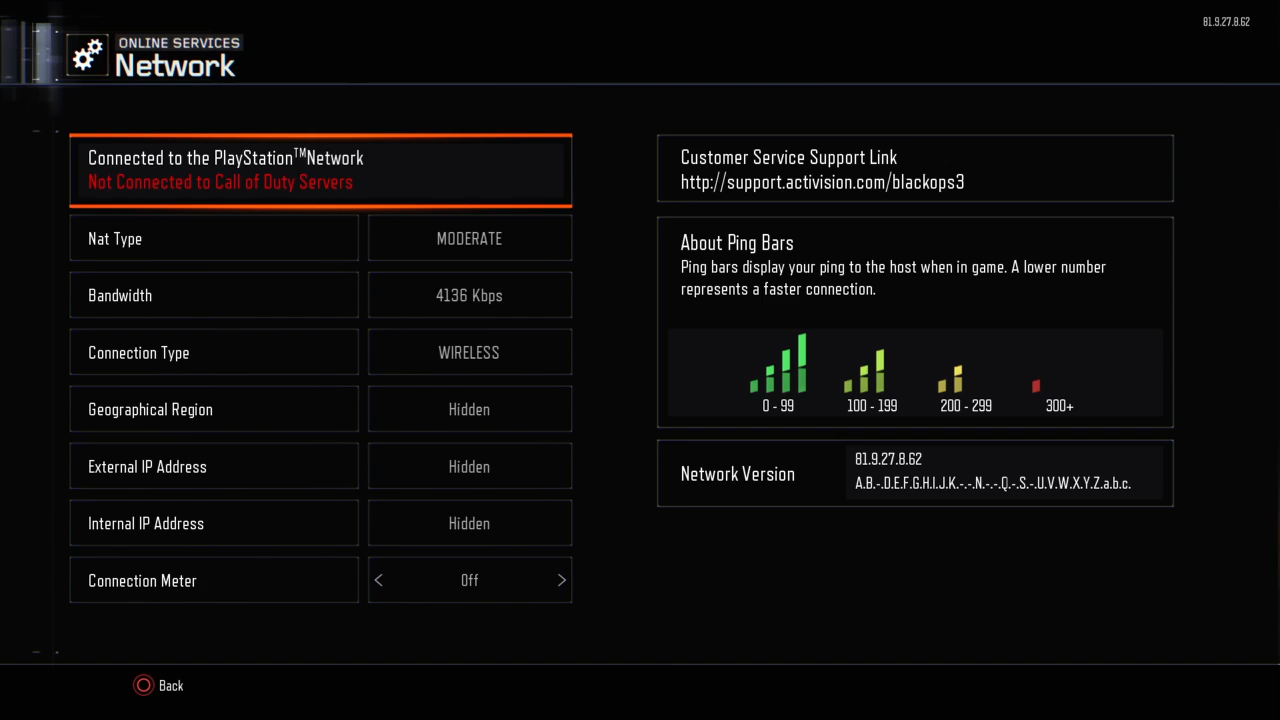 81.9.27.8.62
ONLINE SERVICES
Network
Connected to the PlayStation™Network
Not Connected to Call of Duty Servers
Nat Type
MODERATE
Bandwidth
4136 Kbps
Connection Type
WIRELESS
Geographical Region
Hidden
External IP Address
Hidden
Internal IP Address
Hidden
Connection Meter
< Off >
Customer Service Support Link
http://support.activision.com/blackops3
About Ping Bars
Ping bars display your ping to the host when in game. A lower number
represents a faster connection.
0 - 99
100 - 199
200 - 299
300+
Network Version
81.9.27.8.62
A.B.-.D.E.F.G.H.I.J.K.-.-.N.-.-.Q.-.S.-.U.V.W.X.Y.Z.a.b.c.
Back